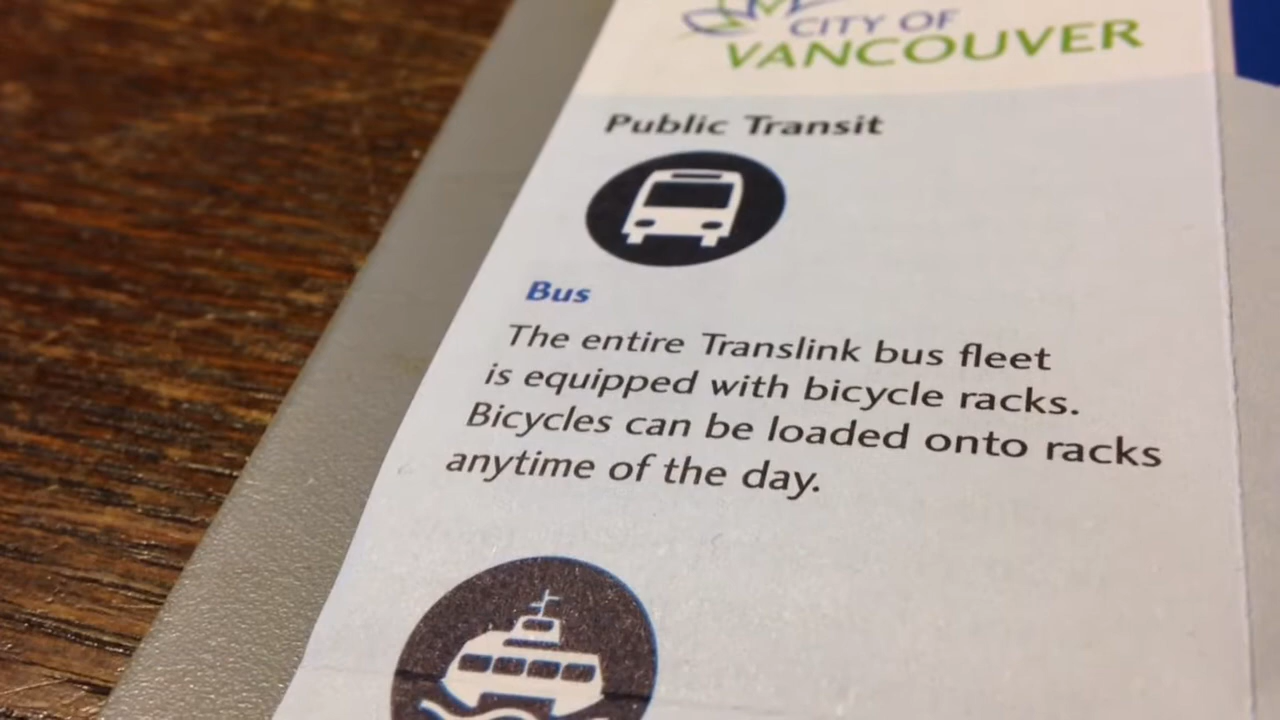 CITY OF
VANCOUVER
Public Transit
Bus
The entire Translink bus fleet
is equipped with bicycle racks.
Bicycles can be loaded onto racks
anytime of the day.